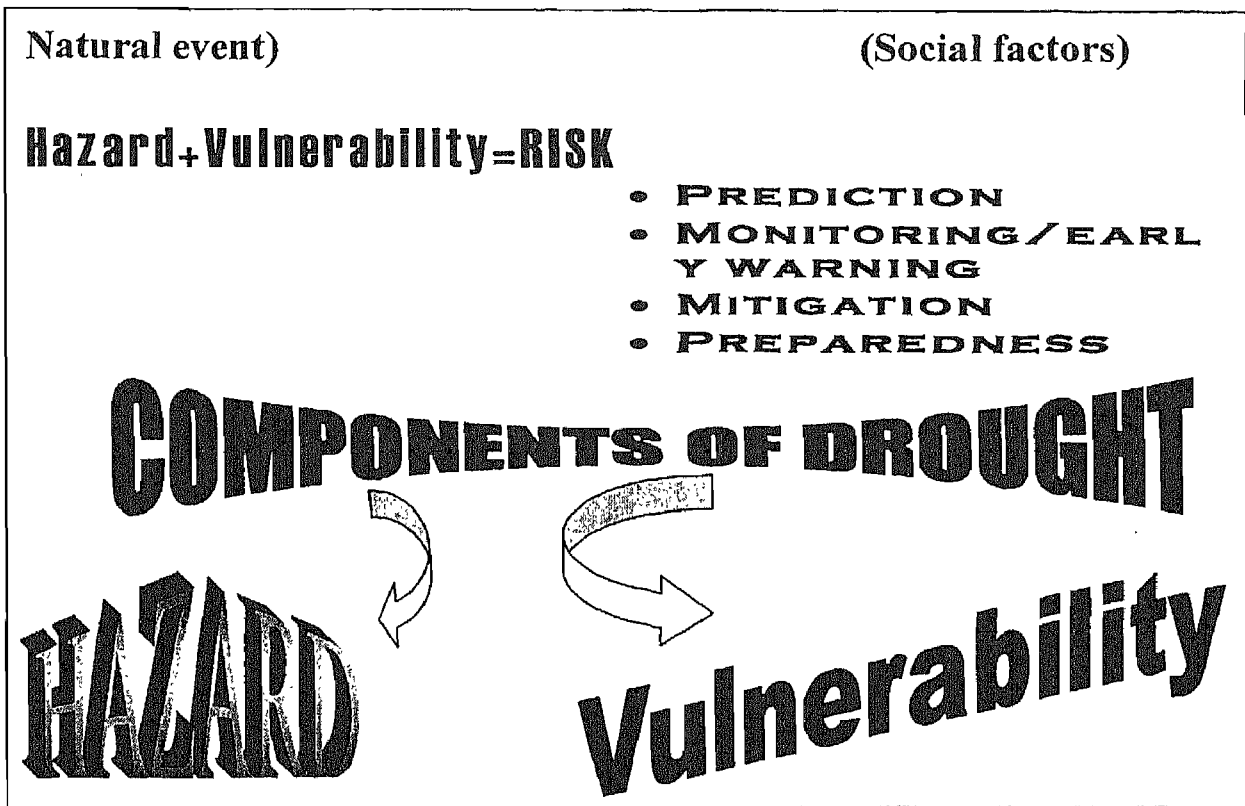 Natural event) (Social factors)
Hazard+Vulnerability=RISK
• PREDICTION
• MONITORING/EARL
Y WARNING
• MITIGATION
• PREPAREDNESS
COMPONENTS OF DROUGHT
HAZARD
Vulnerability